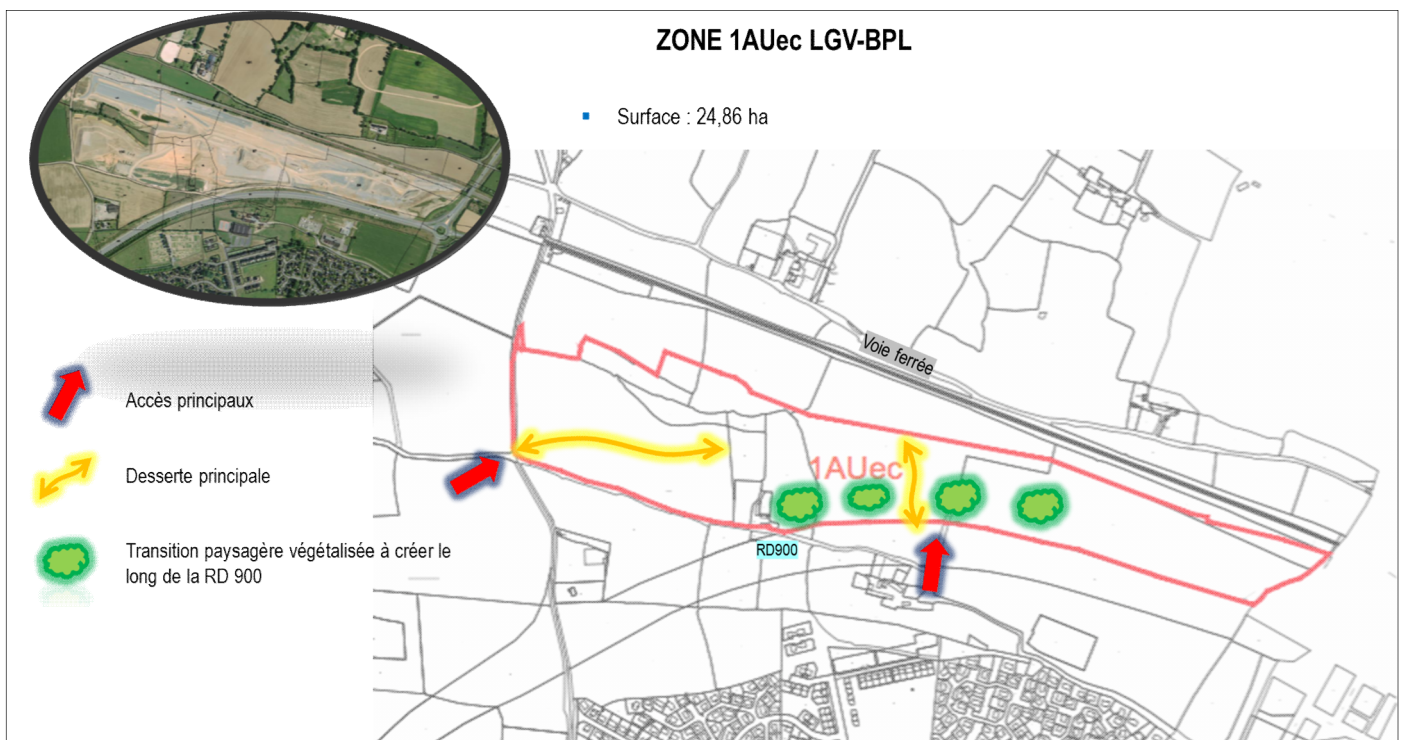 ZONE 1AUec LGV-BPL
▪ Surface : 24,86 ha
Voie ferrée
Accès principaux
Desserte principale
1AUec
Transition paysagère végétalisée à créer le
long de la RD 900
RD900